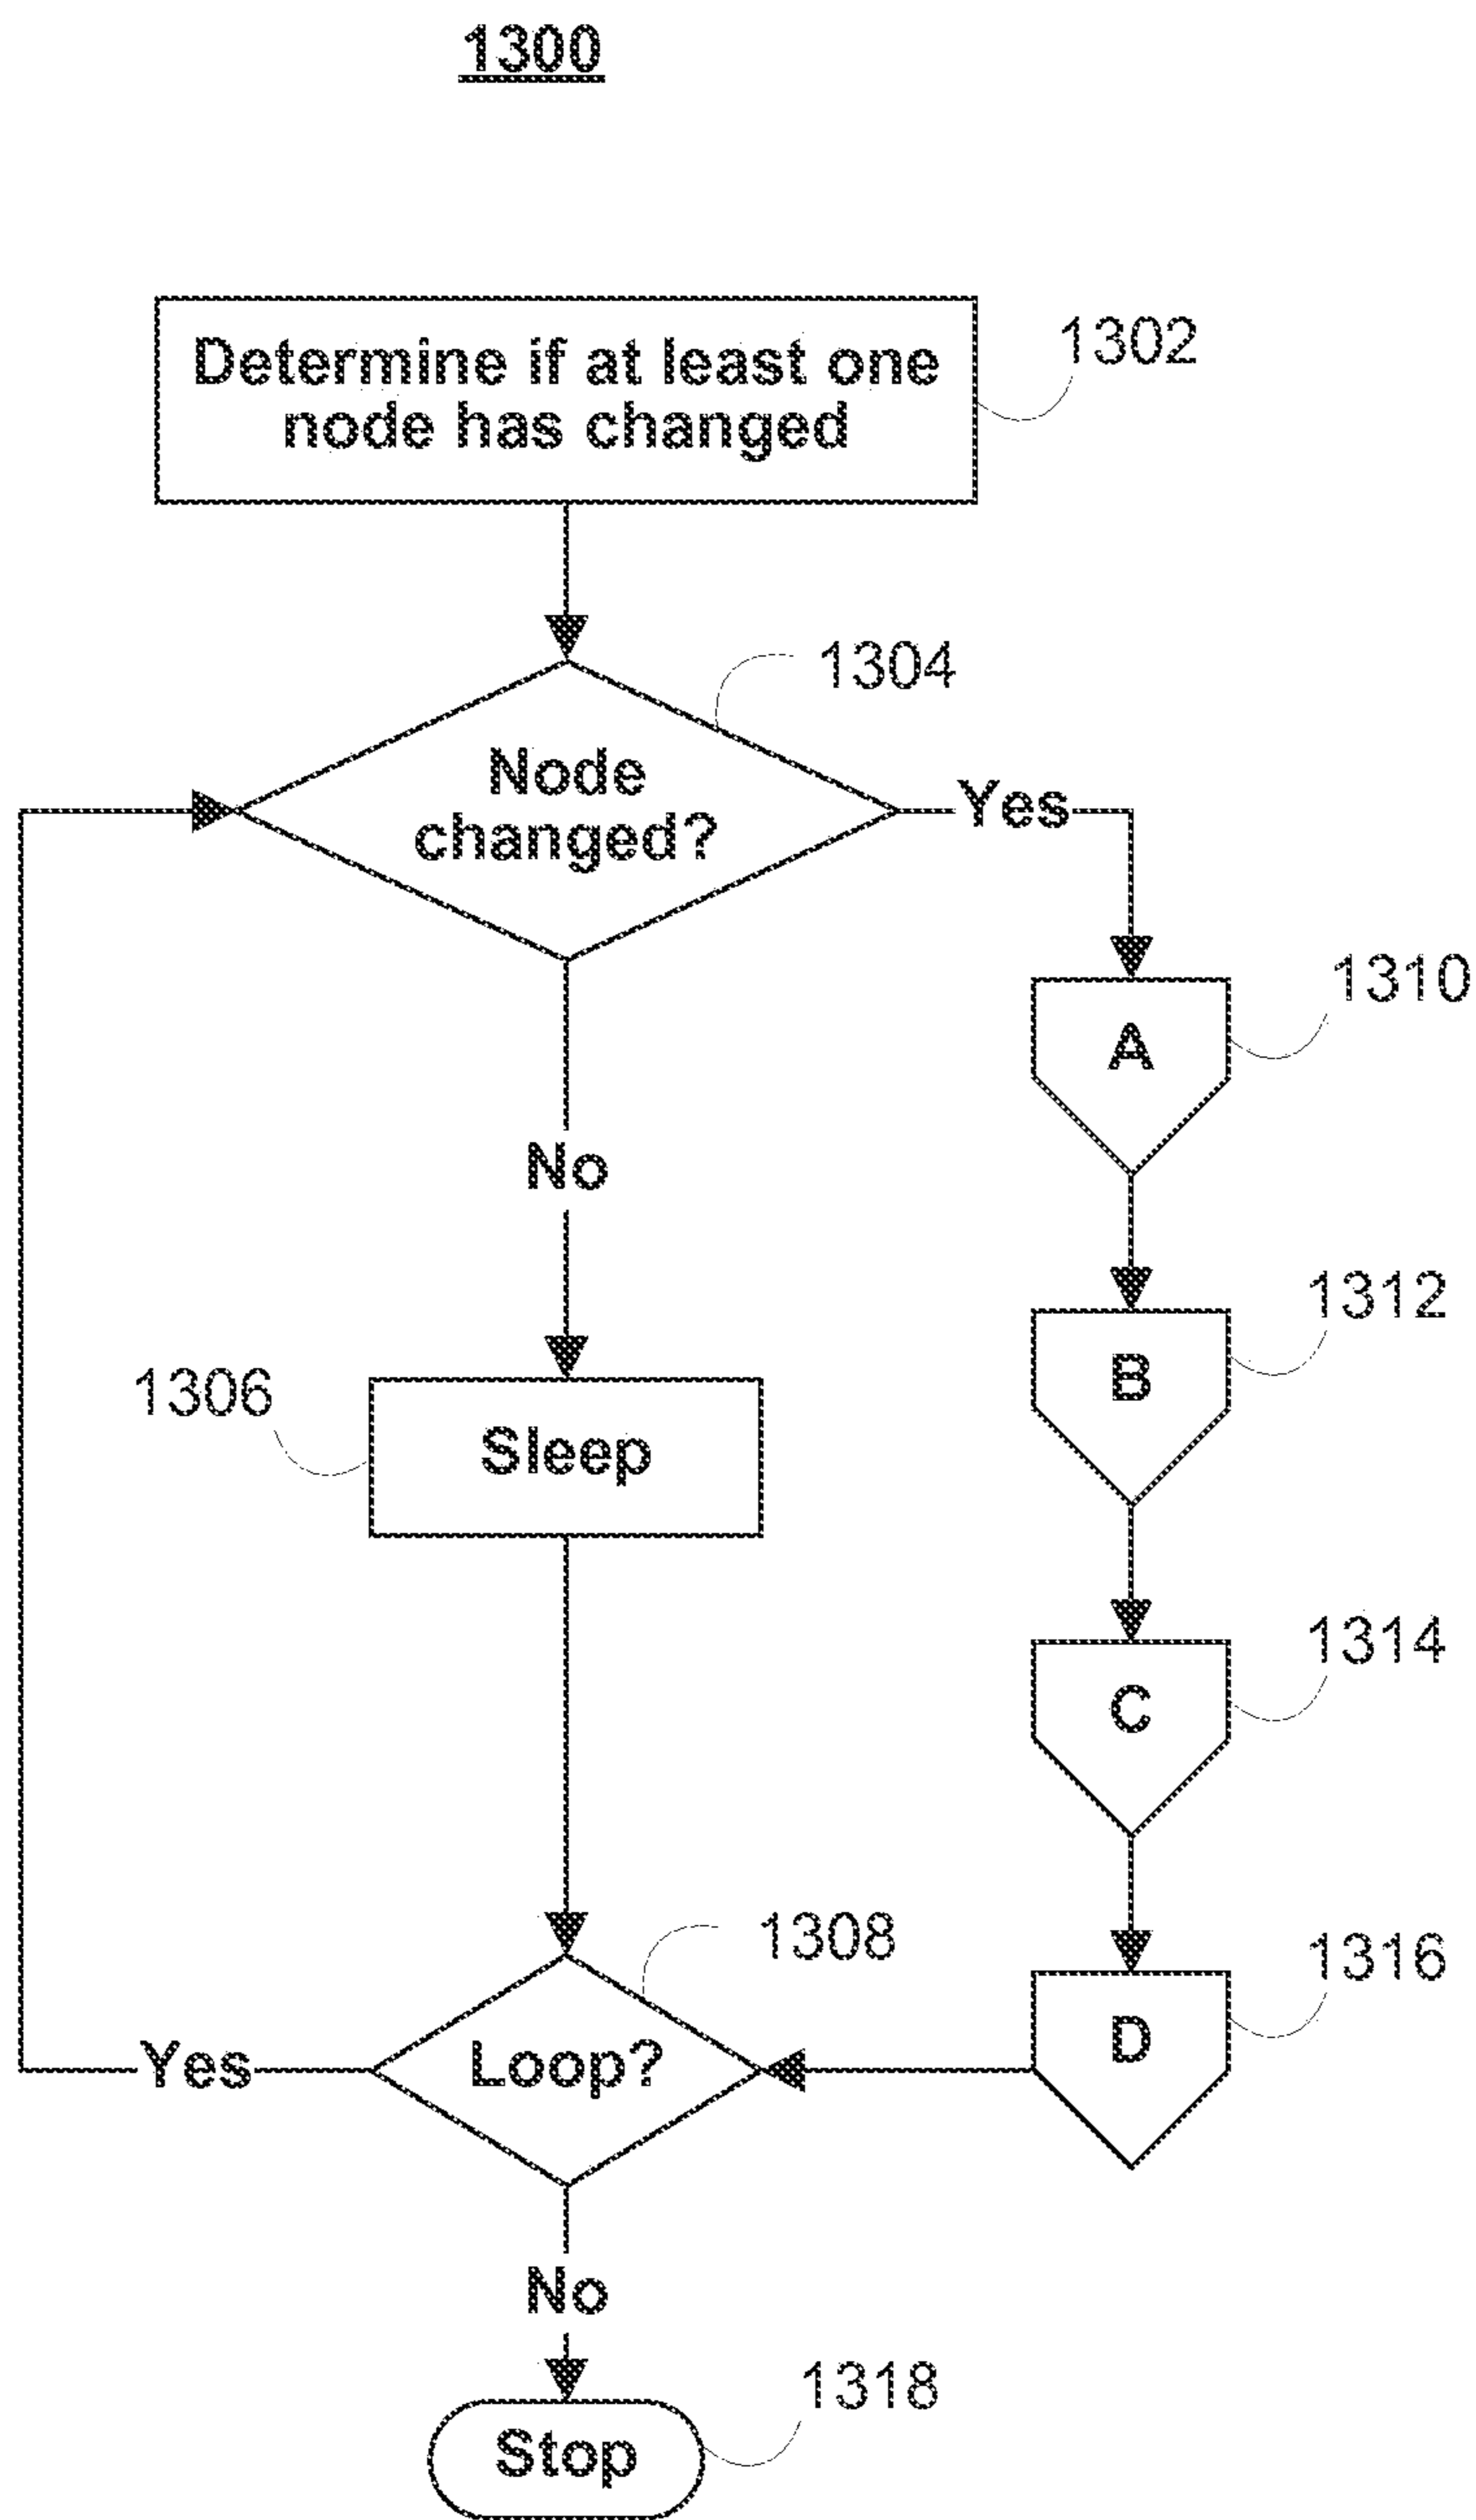 1300
Determine if at least one
node has changed
1302
1304
Node
changed?
Yes
1310
A
No
1312
B
1306
Sleep
1314
C
1308
Loop?
Yes
1316
D
No
1318
Stop